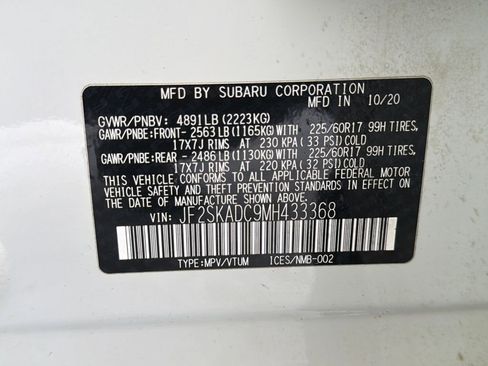 MFD BY SUBARU CORPORATION
MFD IN 10/20
GVWR/PNBV: 4891LB (2223KG)
GAWR/PNBE:FRONT- 2563LB (1165KG)WITH 225/60R17 99H TIRES,
17X7J RIMS AT 230 KPA ( 33 PSI) COLD
GAWR/PNBE:REAR - 2486LB (1130KG)WITH 225/60R17 99H TIRES,
17X7J RIMS AT 220 KPA ( 32 PSI) COLD
THIS VEHICLE CONFORMS TO ALL APPLICABLE FEDERAL MOTOR
VEHICLE SAFETY AND THEFT PREVENTION STANDARDS IN EFFECT
ON THE DATE OF MANUFACTURE SHOWN ABOVE.
VIN: JF2SKADC9MH433368
TYPE:MPV/VTUM ICES/NMB-002